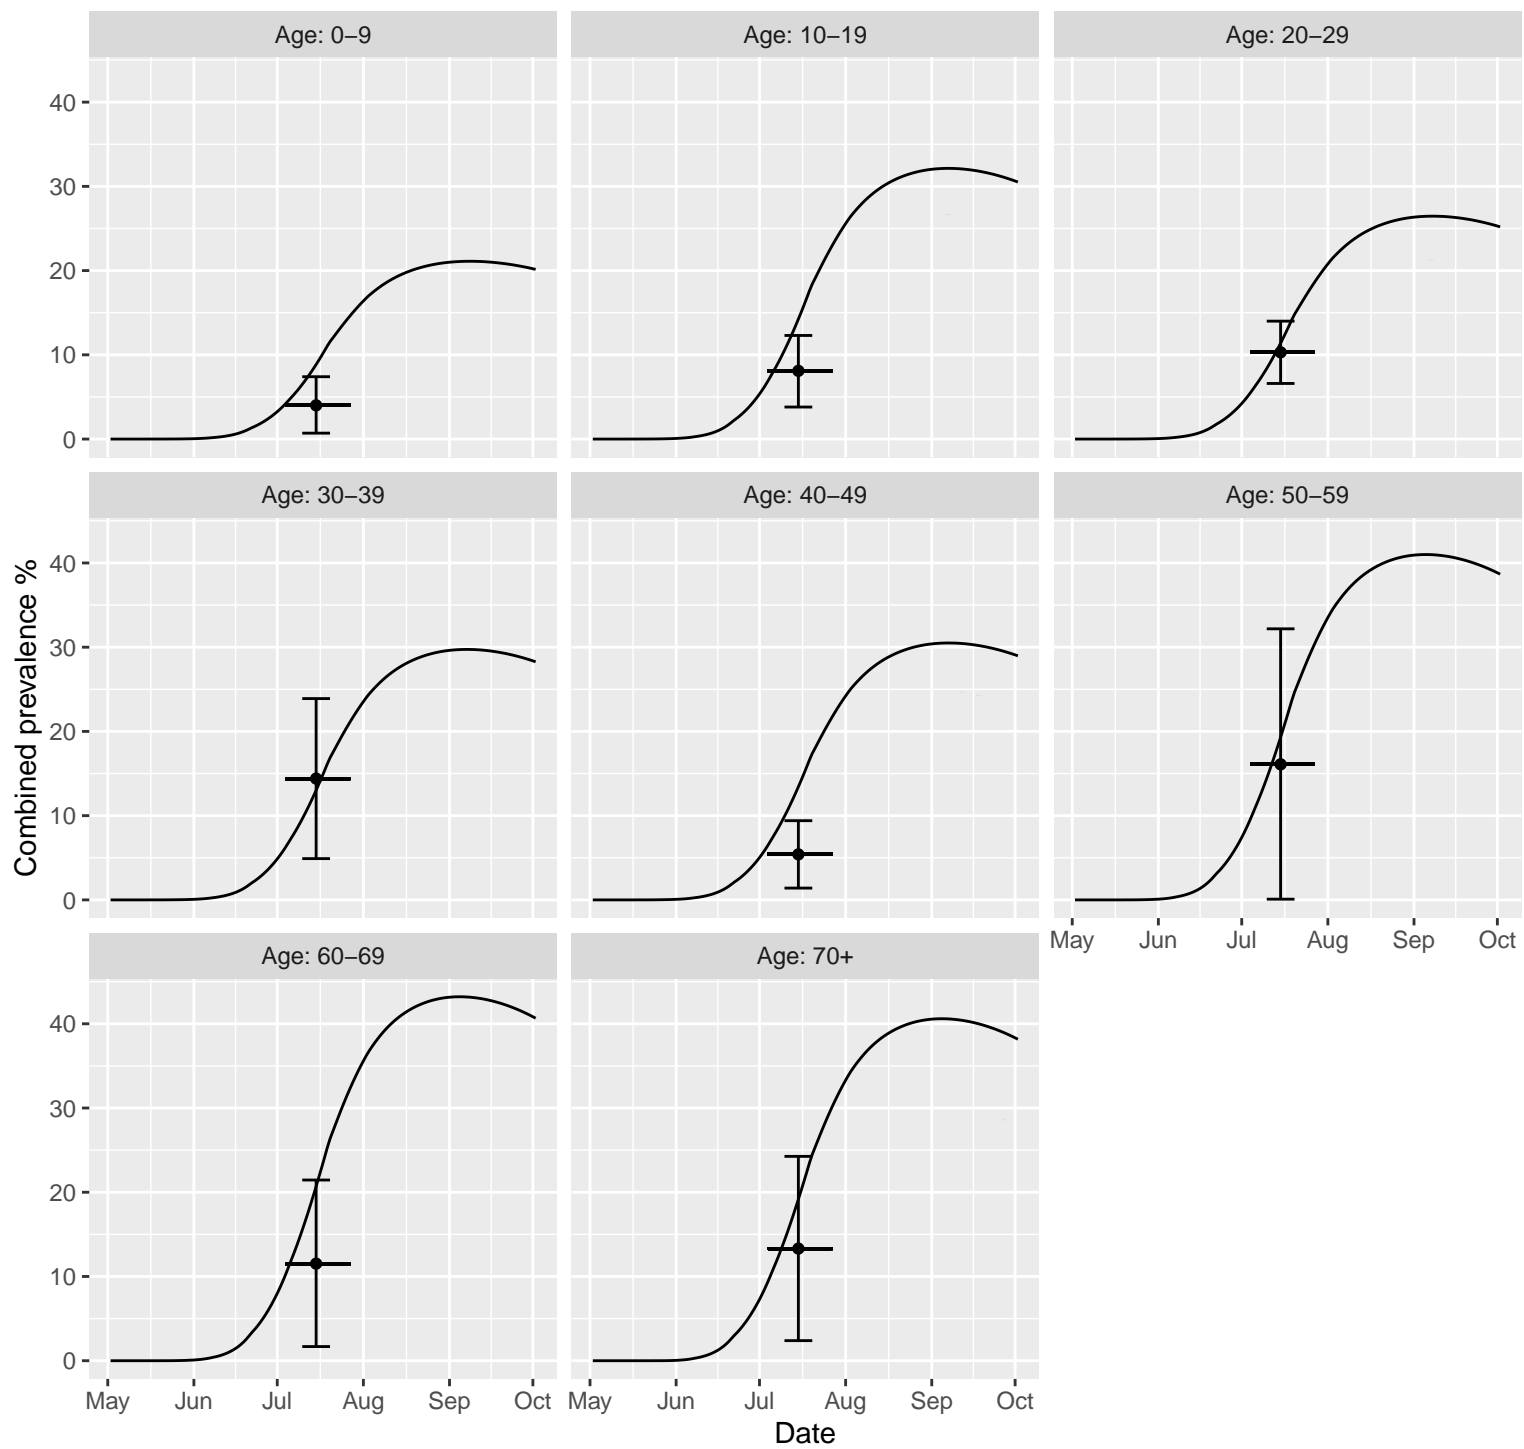 Age: 0–9
Age: 10–19
Age: 20–29
40
30
20
10
0
Age: 30–39
Age: 40–49
Age: 50–59
40
30
20
10
0
May Jun Jul Aug Sep Oct
Combined prevalence %
Age: 60–69
Age: 70+
40
30
20
10
0
May Jun Jul Aug Sep Oct
May Jun Jul Aug Sep Oct
Date